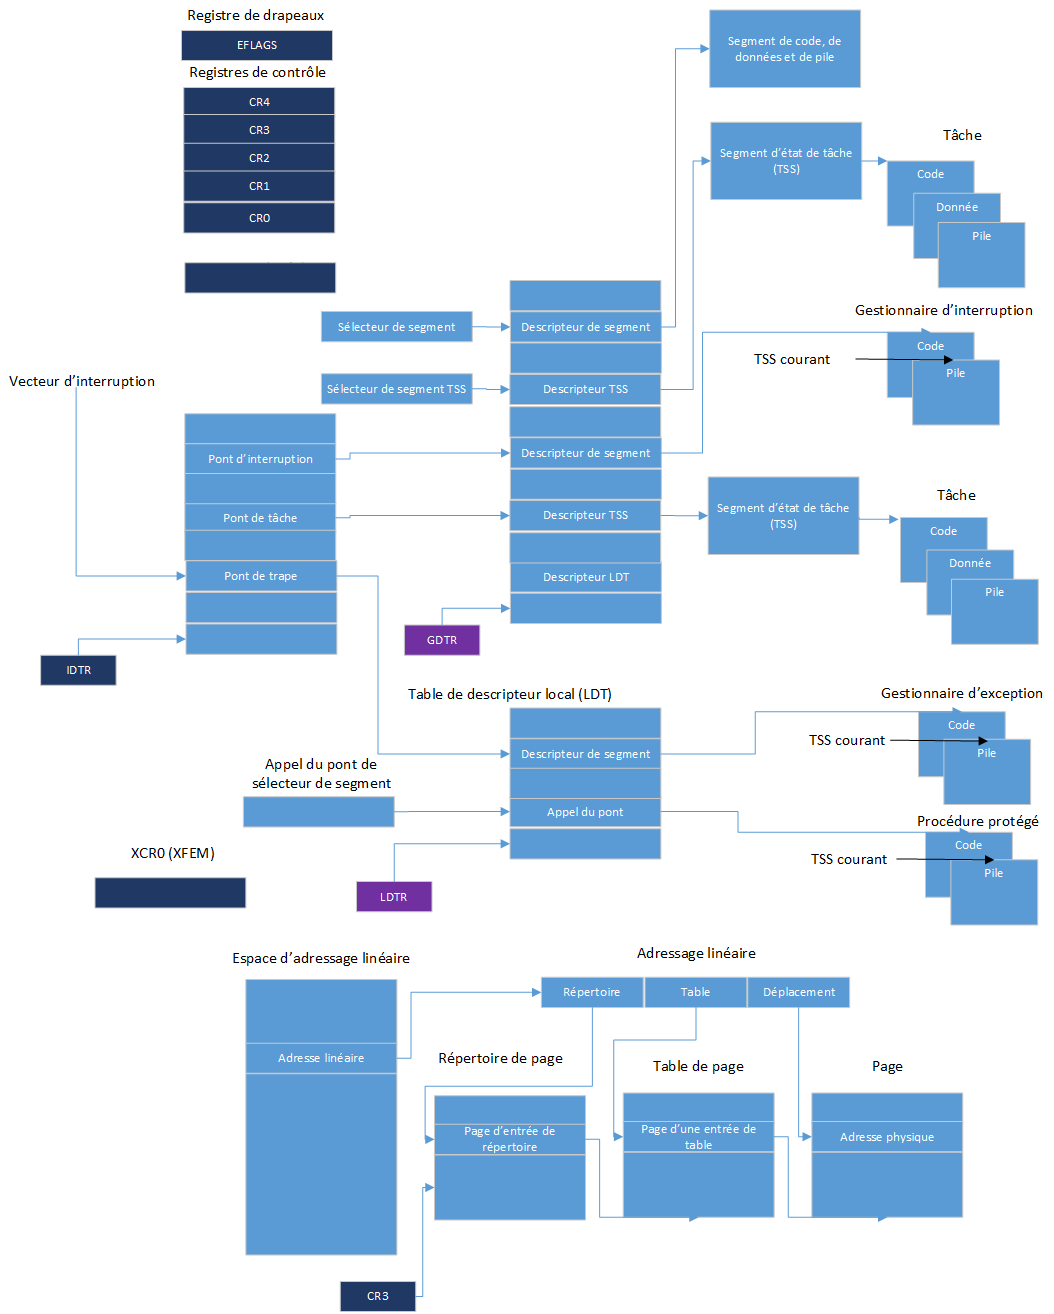 Registre de drapeaux
EFLAGS
Registres de contrôle
CR4
CR3
CR2
CR1
CR0
Segment de code, de
données et de pile
Segment d'état de tâche
(TSS)
Tâche
Code
Donnée
Pile
Sélecteur de segment
Descripteur de segment
Gestionnaire d'interruption
Code
TSS courant
Pile
Vecteur d'interruption
Sélecteur de segment TSS
Descripteur TSS
Pont d'interruption
Descripteur de segment
Pont de tâche
Descripteur TSS
Segment d'état de tâche
(TSS)
Tâche
Code
Donnée
Pile
Pont de trape
Descripteur LDT
GDTR
IDTR
Table de descripteur local (LDT)
Gestionnaire d'exception
Code
TSS courant
Pile
Descripteur de segment
Appel du pont de
sélecteur de segment
Appel du pont
Procédure protégé
Code
TSS courant
Pile
XCR0 (XFEM)
LDTR
Espace d'adressage linéaire
Adressage linéaire
Répertoire
Table
Déplacement
Adresse linéaire
Répertoire de page
Table de page
Page
Page d'entrée de
répertoire
Page d'une entrée de
table
Adresse physique
CR3